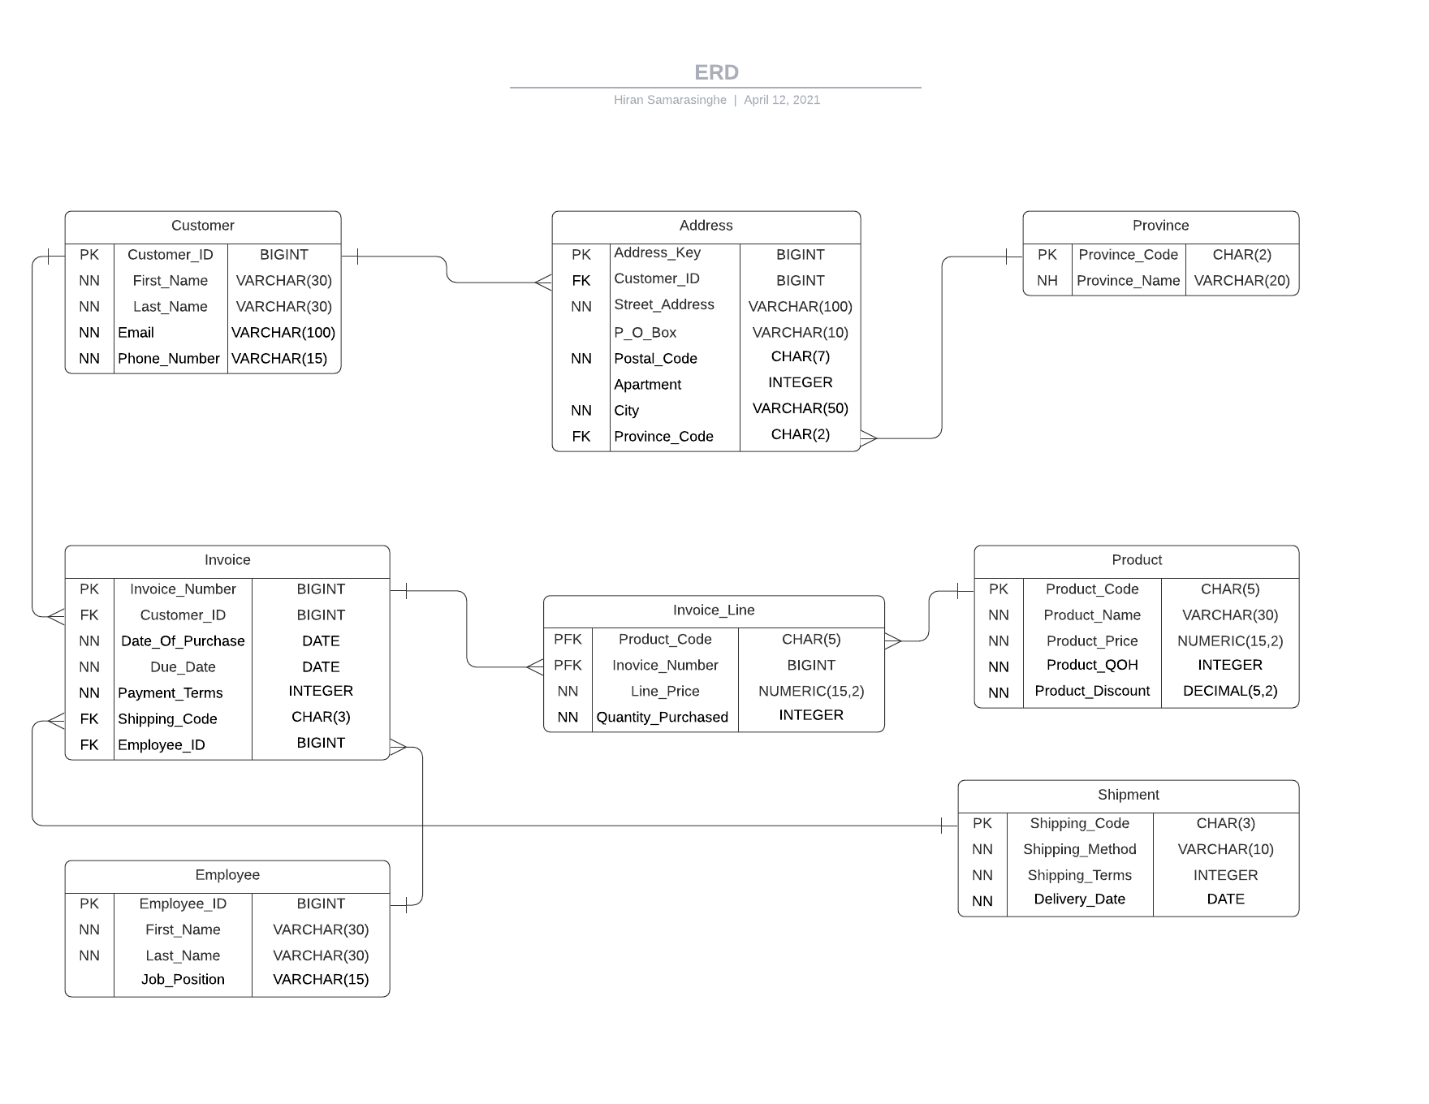 ERD
Hiran Samarasinghe | April 12, 2021
Customer
PK Customer_ID BIGINT
NN First_Name VARCHAR(30)
NN Last_Name VARCHAR(30)
NN Email VARCHAR(100)
NN Phone_Number VARCHAR(15)
Address
PK Address_Key BIGINT
FK Customer_ID BIGINT
NN Street_Address VARCHAR(100)
P_O_Box VARCHAR(10)
NN Postal_Code CHAR(7)
Apartment INTEGER
NN City VARCHAR(50)
FK Province_Code CHAR(2)
Province
PK Province_Code CHAR(2)
NH Province_Name VARCHAR(20)
Invoice
PK Invoice_Number BIGINT
FK Customer_ID BIGINT
NN Date_Of_Purchase DATE
NN Due_Date DATE
NN Payment_Terms INTEGER
FK Shipping_Code CHAR(3)
FK Employee_ID BIGINT
Invoice_Line
PFK Product_Code CHAR(5)
PFK Inovice_Number BIGINT
NN Line_Price NUMERIC(15,2)
NN Quantity_Purchased INTEGER
Product
PK Product_Code CHAR(5)
NN Product_Name VARCHAR(30)
NN Product_Price NUMERIC(15,2)
NN Product_QOH INTEGER
NN Product_Discount DECIMAL(5,2)
Shipment
PK Shipping_Code CHAR(3)
NN Shipping_Method VARCHAR(10)
NN Shipping_Terms INTEGER
NN Delivery_Date DATE
Employee
PK Employee_ID BIGINT
NN First_Name VARCHAR(30)
NN Last_Name VARCHAR(30)
Job_Position VARCHAR(15)